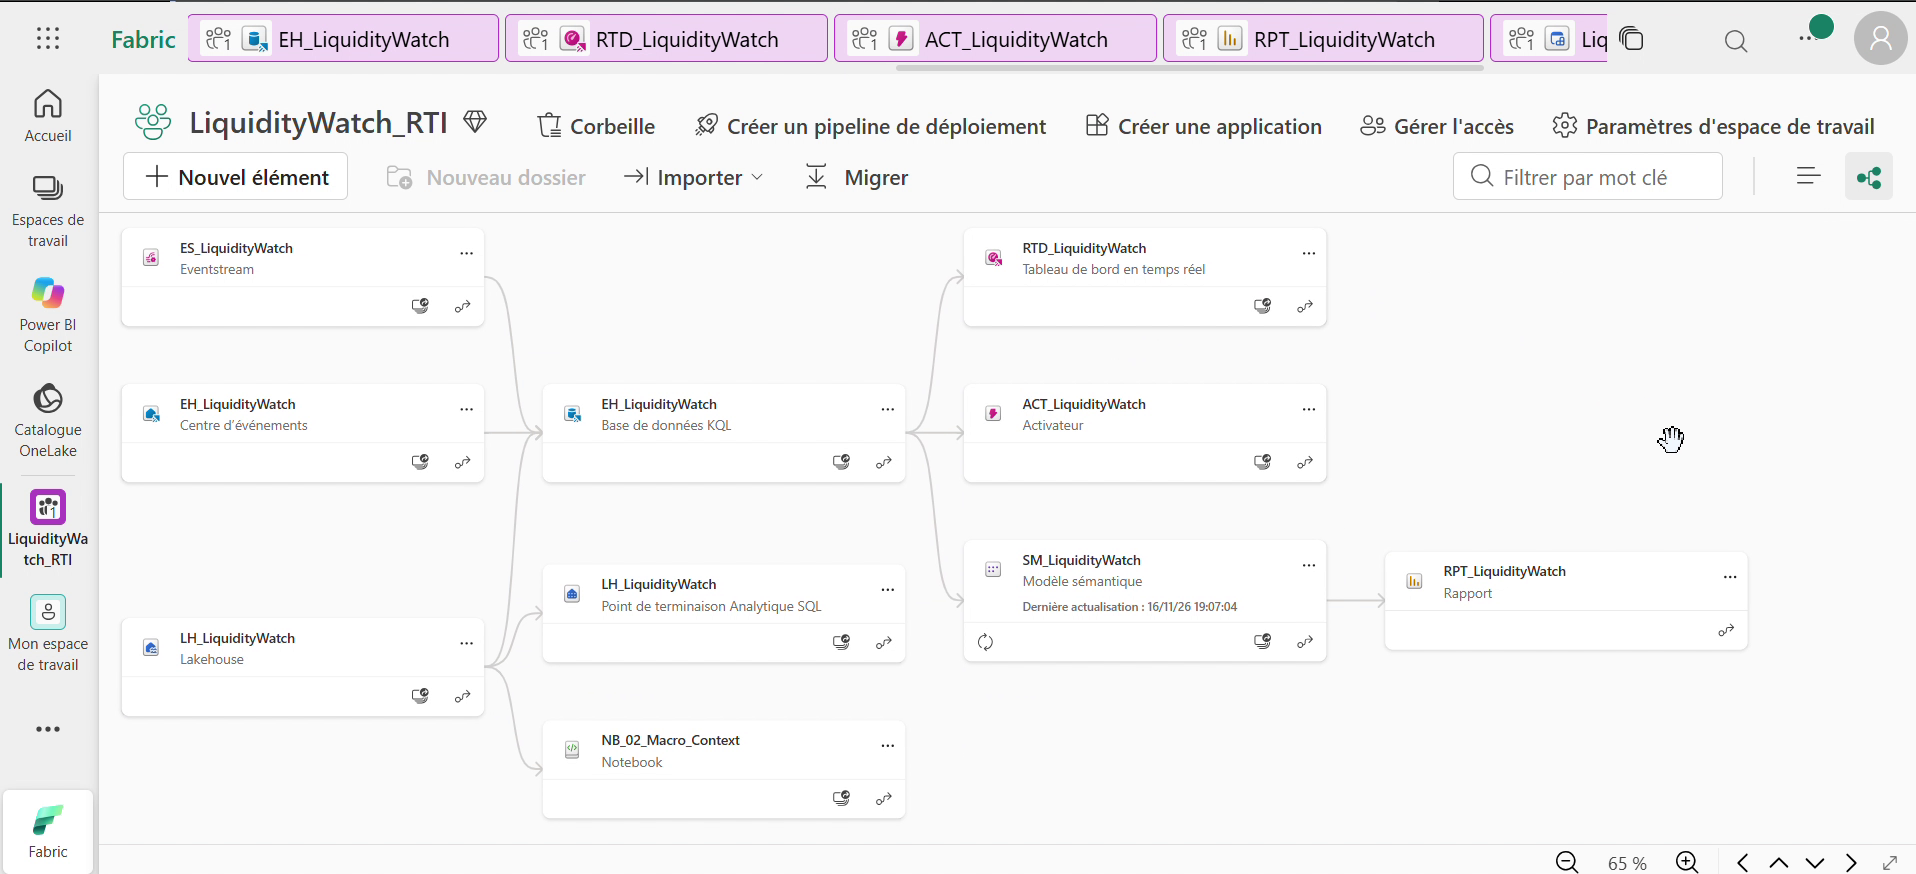 Fabric
EH_LiquidityWatch
RTD_LiquidityWatch
ACT_LiquidityWatch
RPT_LiquidityWatch
Liq
Accueil
Espaces de
travail
Power BI
Copilot
Catalogue
OneLake
LiquidityWa
tch_RTI
Mon espace
de travail
Fabric
LiquidityWatch_RTI
Corbeille
Créer un pipeline de déploiement
Créer une application
Gérer l'accès
Paramètres d'espace de travail
Nouvel élément
Nouveau dossier
Importer
Migrer
Filtrer par mot clé
ES_LiquidityWatch
Eventstream
EH_LiquidityWatch
Centre d'événements
LH_LiquidityWatch
Lakehouse
EH_LiquidityWatch
Base de données KQL
LH_LiquidityWatch
Point de terminaison Analytique SQL
NB_02_Macro_Context
Notebook
RTD_LiquidityWatch
Tableau de bord en temps réel
ACT_LiquidityWatch
Activateur
SM_LiquidityWatch
Modèle sémantique
Dernière actualisation : 16/11/26 19:07:04
RPT_LiquidityWatch
Rapport
65 %